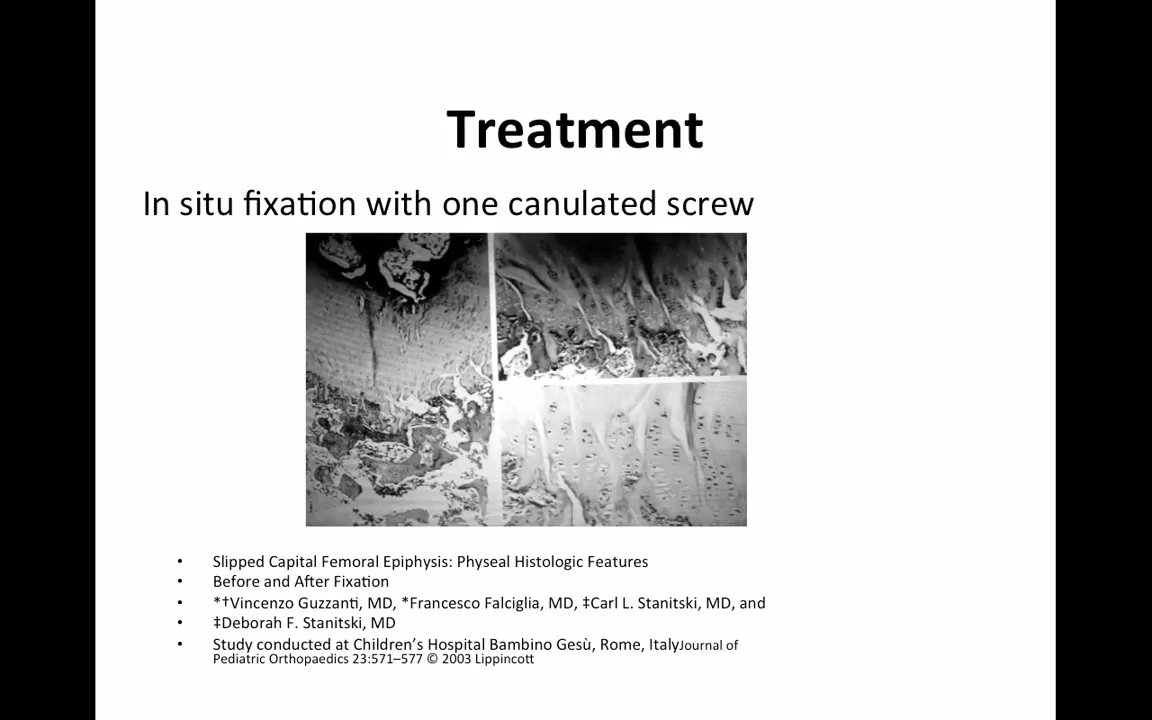 Treatment
In situ fixation with one canulated screw
• Slipped Capital Femoral Epiphysis: Physeal Histologic Features
• Before and After Fixation
• *†Vincenzo Guzzanti, MD, *Francesco Falciglia, MD, ‡Carl L. Stanitski, MD, and
• ‡Deborah F. Stanitski, MD
• Study conducted at Children’s Hospital Bambino Gesù, Rome, ItalyJournal of
Pediatric Orthopaedics 23:571–577 © 2003 Lippincott